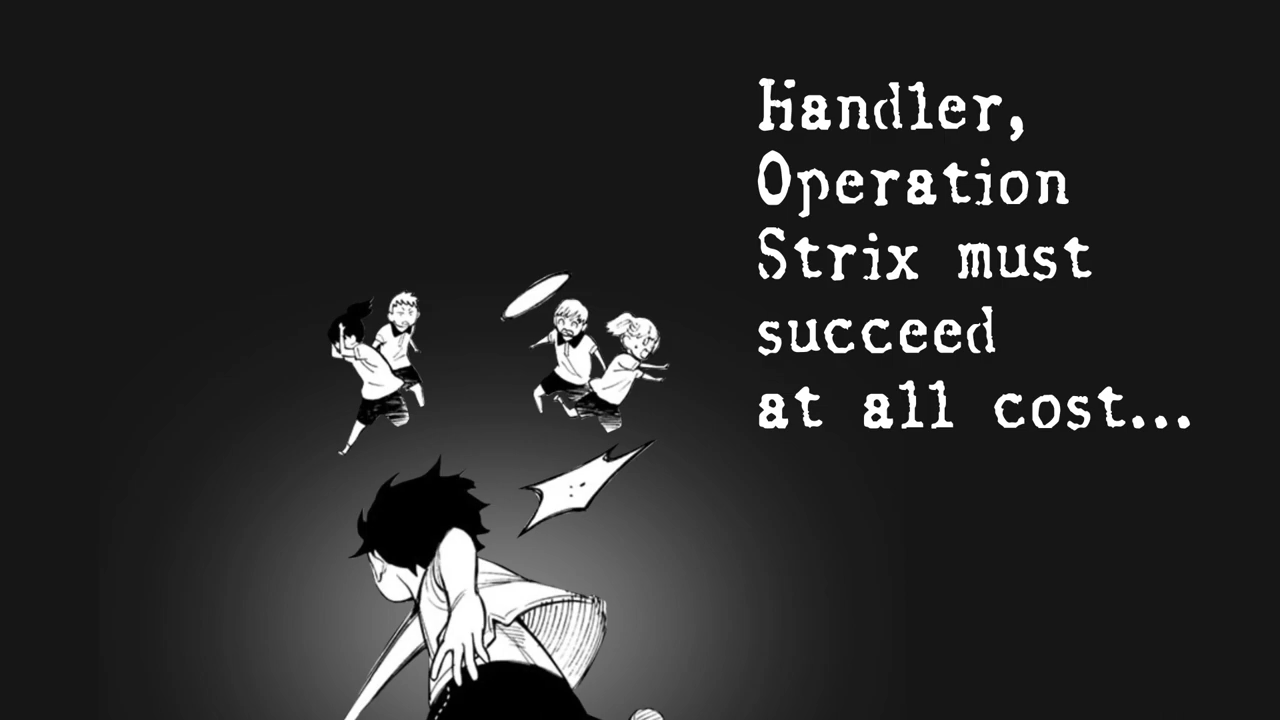 Handler,
Operation
Strix must
succeed
at all cost...